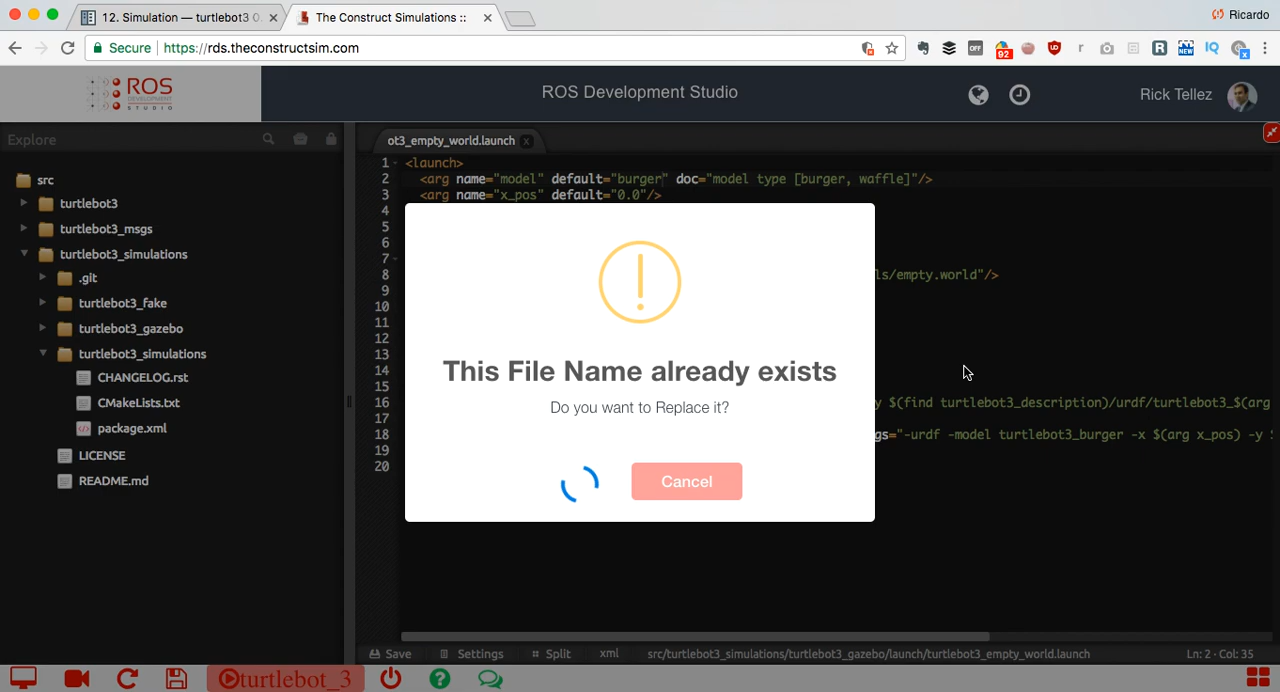 12. Simulation — turtlebot3 0.
The Construct Simulations ::
Ricardo
Secure
https://rds.theconstructsim.com
OFF
92
r
R
NEW
IQ
x
ROS
DEVELOPMENT
STUDIO
ROS Development Studio
Rick Tellez
Explore
ot3_empty_world.launch
x
src
turtlebot3
turtlebot3_msgs
turtlebot3_simulations
.git
turtlebot3_fake
turtlebot3_gazebo
turtlebot3_simulations
CHANGELOG.rst
CMakeLists.txt
package.xml
LICENSE
README.md
1 <launch>
2 <arg name="model" default="burger" doc="model type [burger, waffle]"/>
3 <arg name="x_pos" default="0.0"/>
4
5
6
7
8 ls/empty.world"/>
9
10
11
12
13
14
15
16 y $(find turtlebot3_description)/urdf/turtlebot3_$(arg
17
18 gs="-urdf -model turtlebot3_burger -x $(arg x_pos) -y
19
20
This File Name already exists
Do you want to Replace it?
Cancel
Save
Settings
Split
xml
src/turtlebot3_simulations/turtlebot3_gazebo/launch/turtlebot3_empty_world.launch
Ln: 2 · Col: 35
turtlebot_3